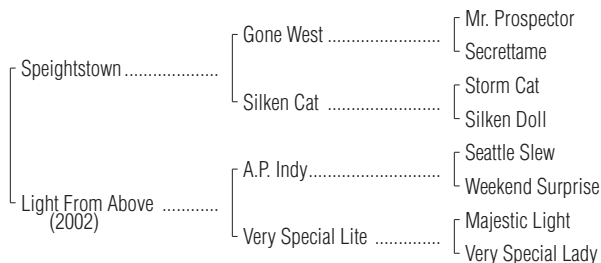 Mr. Prospector
Gone West ........................
Secrettame
Speightstown ....................
Storm Cat
Silken Cat ........................
Silken Doll
Seattle Slew
A.P. Indy ............................
Weekend Surprise
Light From Above ............
(2002)
Majestic Light
Very Special Lite ..............
Very Special Lady